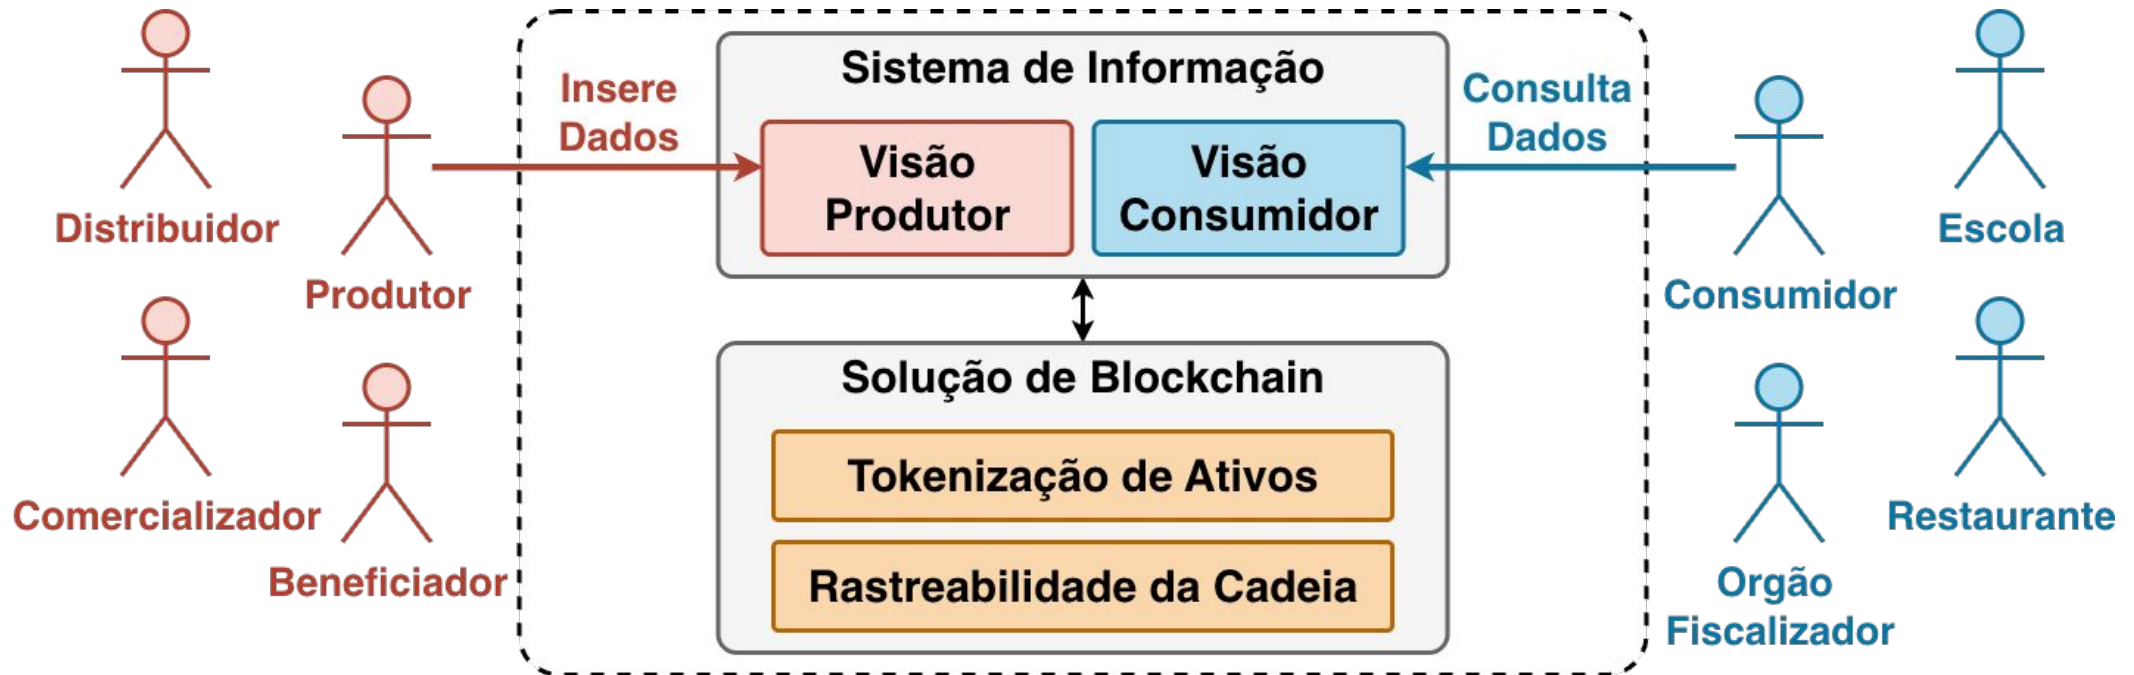 Distribuidor
Produtor
Comercializador
Beneficiador
Insere
Dados
Sistema de Informação
Visão
Produtor
Visão
Consumidor
Consulta
Dados
Solução de Blockchain
Tokenização de Ativos
Rastreabilidade da Cadeia
Consumidor
Escola
Orgão
Fiscalizador
Restaurante